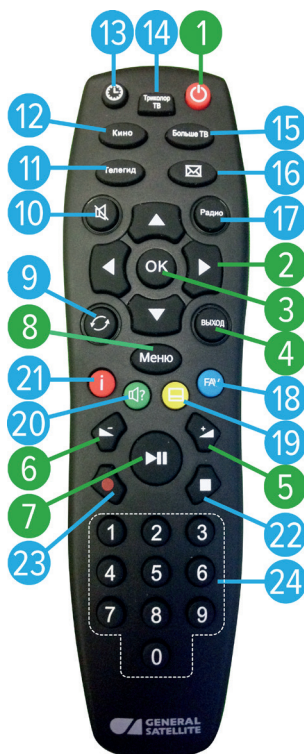 13
14
1
Триколор
ТВ
12
Кино
Больше ТВ
15
11
Телегид
16
10
Радио
17
2
OK
9
3
ВЫХОД
8
Меню
4
21
i
?
FAV
18
20
19
6
- +
5
7
23
22
1 2 3
24
4 5 6
7 8 9
0
GENERAL
SATELLITE